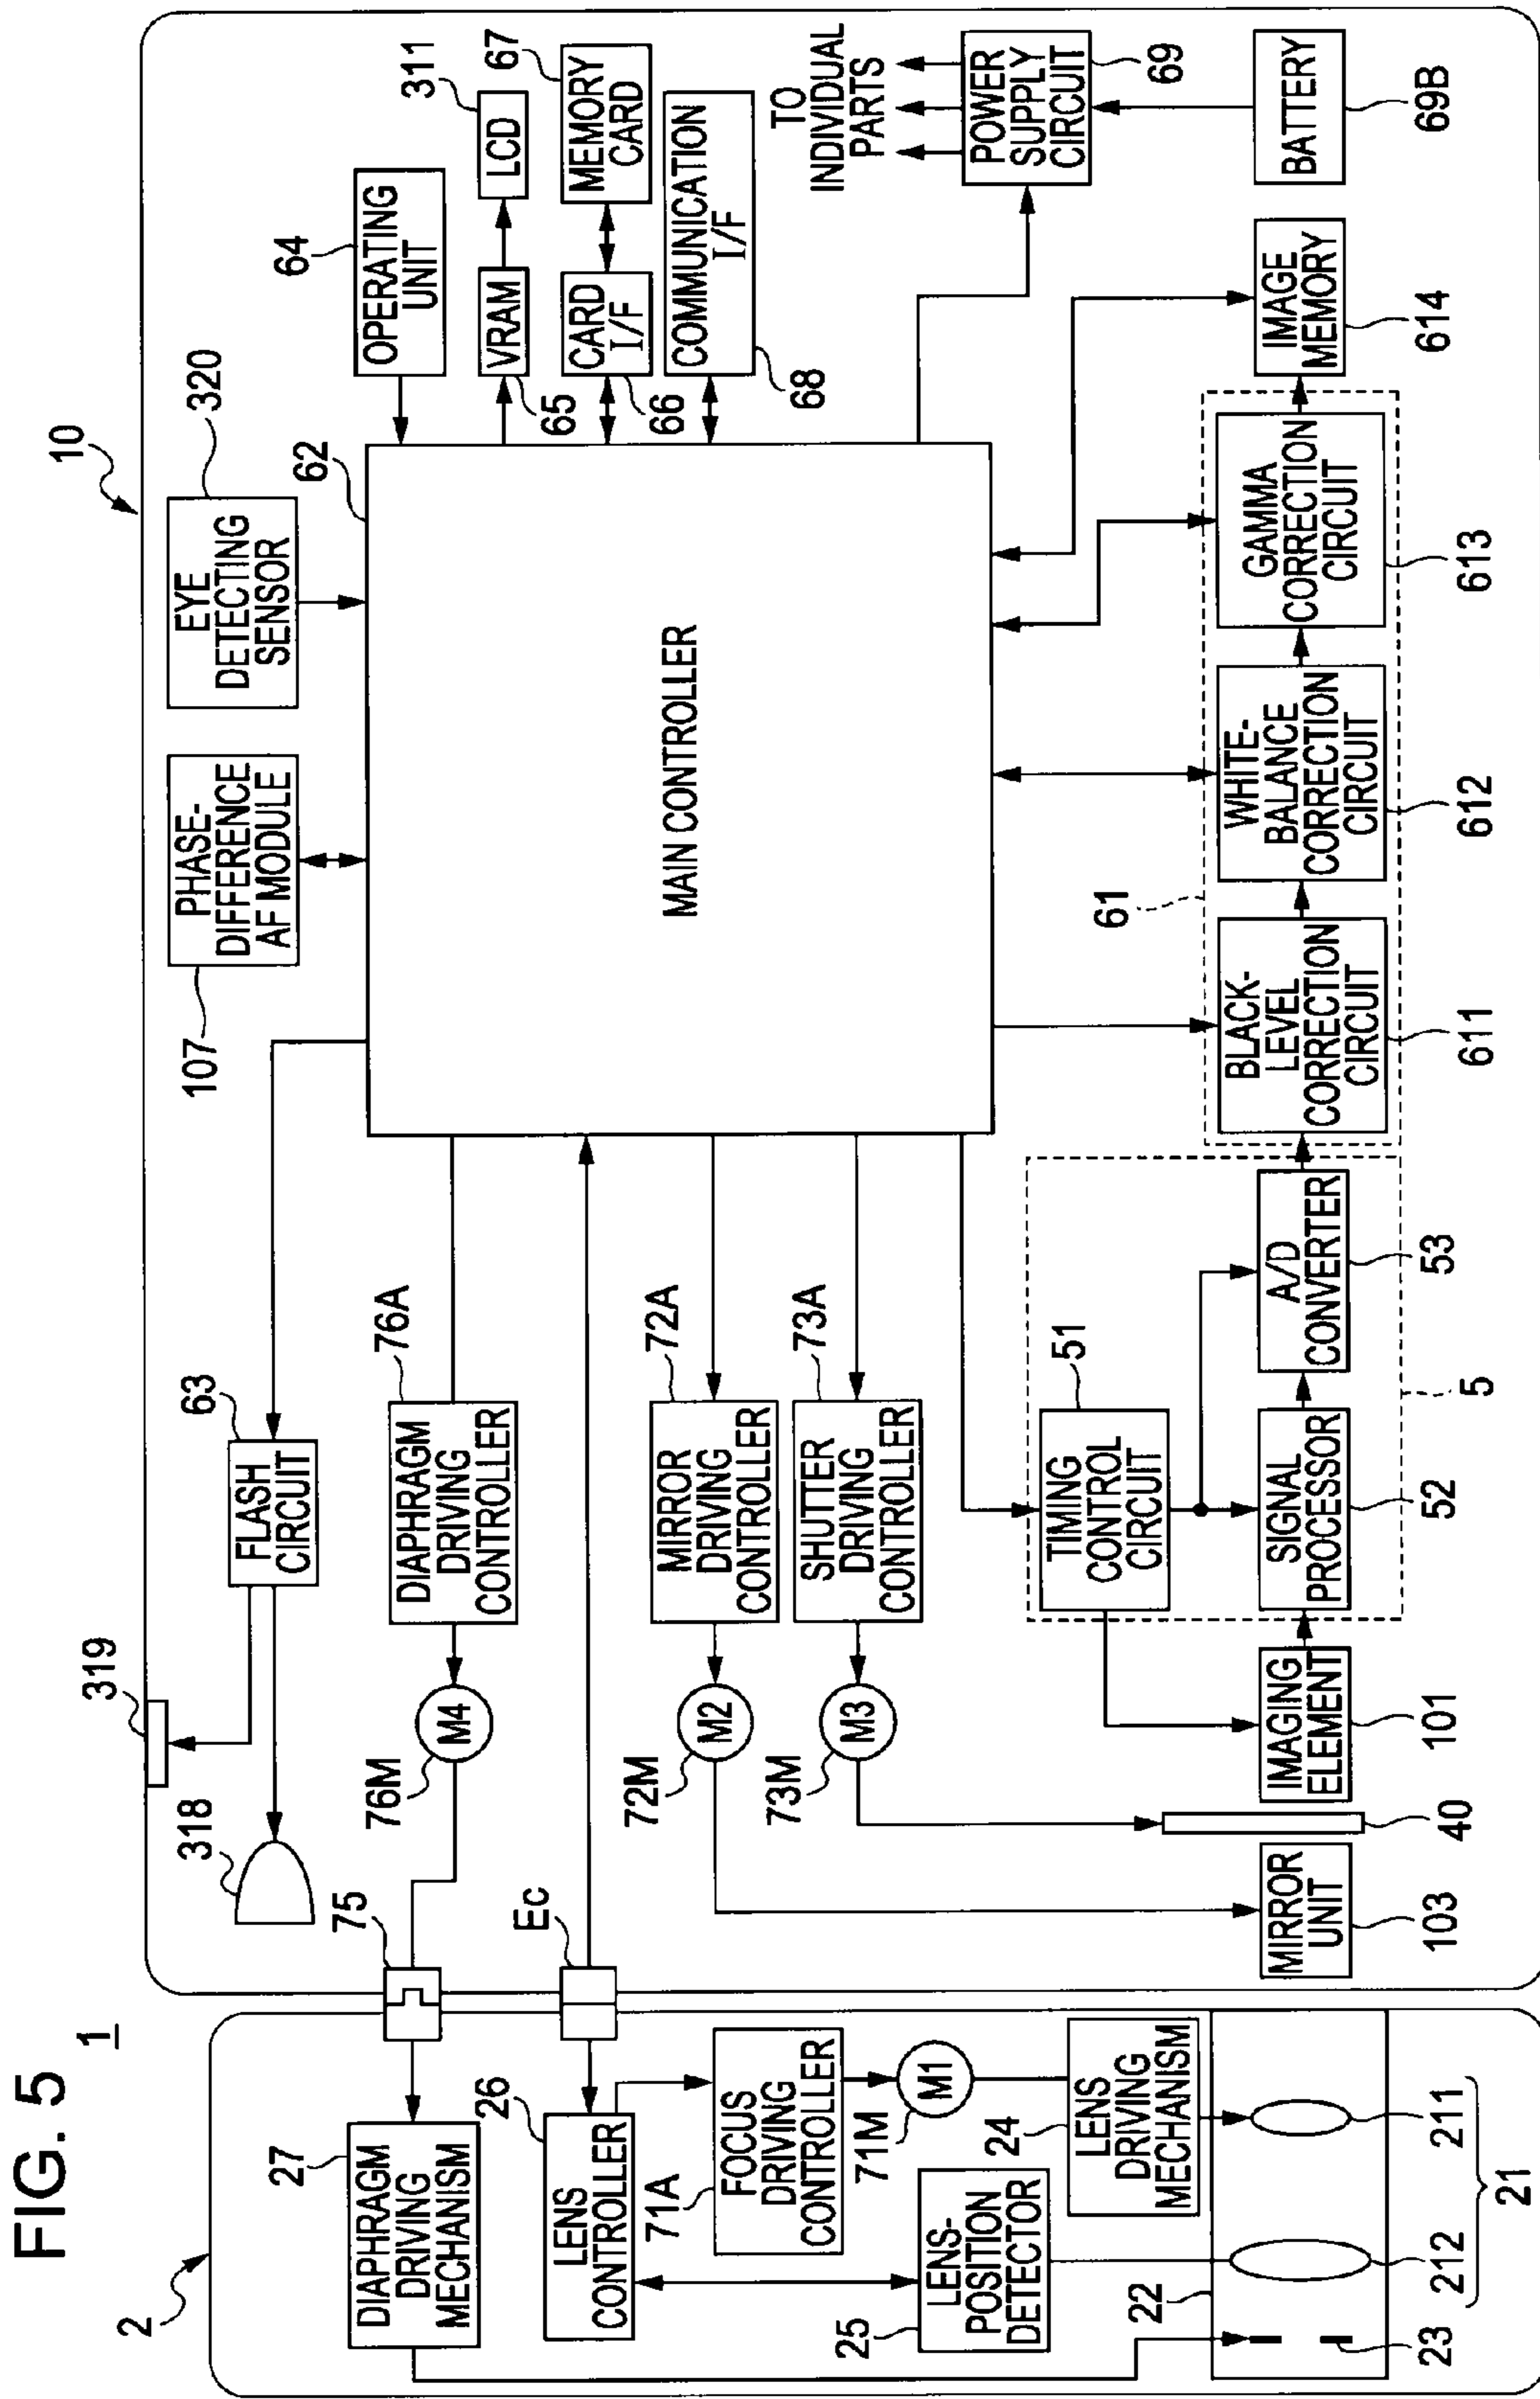 FIG. 5
1
2
10
27
DIAPHRAGM
DRIVING
MECHANISM
26
LENS
CONTROLLER
71A
FOCUS
DRIVING
CONTROLLER
71M
M1
25
LENS-
POSITION
DETECTOR
24
LENS
DRIVING
MECHANISM
22
23
212
211
21
75
Ec
318
319
63
FLASH
CIRCUIT
76M
M4
76A
DIAPHRAGM
DRIVING
CONTROLLER
72M
M2
72A
MIRROR
DRIVING
CONTROLLER
73M
M3
73A
SHUTTER
DRIVING
CONTROLLER
MIRROR
UNIT
103
40
IMAGING
ELEMENT
101
51
TIMING
CONTROL
CIRCUIT
SIGNAL
PROCESSOR
52
A/D
CONVERTER
53
5
107
PHASE-
DIFFERENCE
AF MODULE
EYE
DETECTING
SENSOR
320
62
MAIN CONTROLLER
61
BLACK-
LEVEL
CORRECTION
CIRCUIT
611
WHITE-
BALANCE
CORRECTION
CIRCUIT
612
GAMMA
CORRECTION
CIRCUIT
613
IMAGE
MEMORY
614
64
OPERATING
UNIT
VRAM
65
LCD
311
CARD
I/F
66
MEMORY
CARD
67
COMMUNICATION
I/F
68
TO
INDIVIDUAL
PARTS
POWER
SUPPLY
CIRCUIT
69
BATTERY
69B